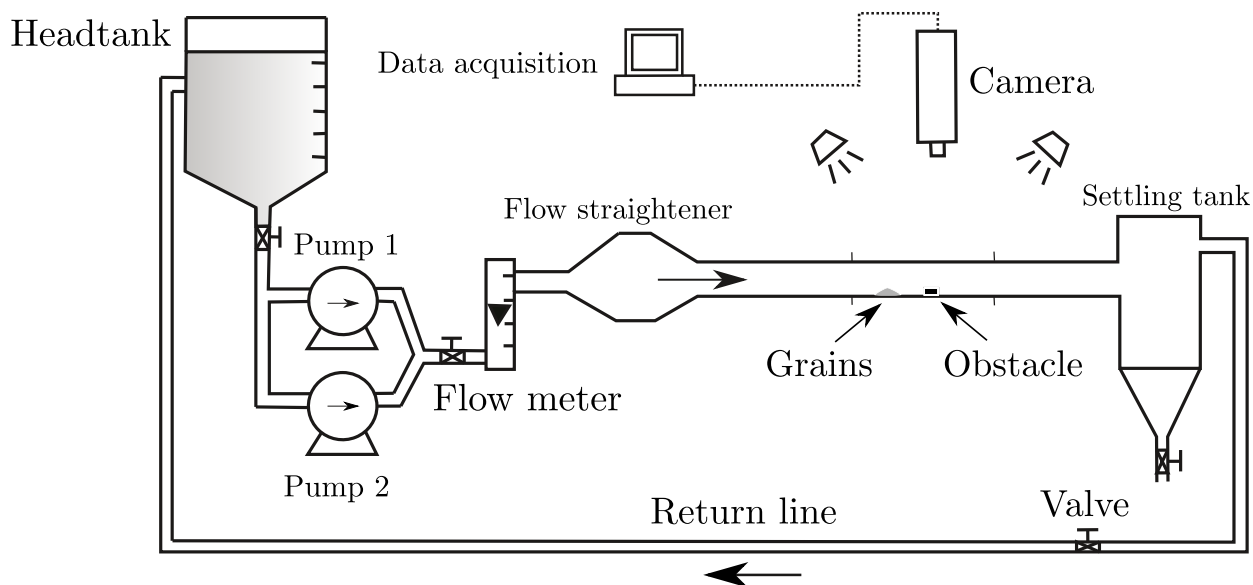 Headtank
Data acquisition
Camera
Settling tank
Flow straightener
Pump 1
Grains
Obstacle
Flow meter
Pump 2
Valve
Return line